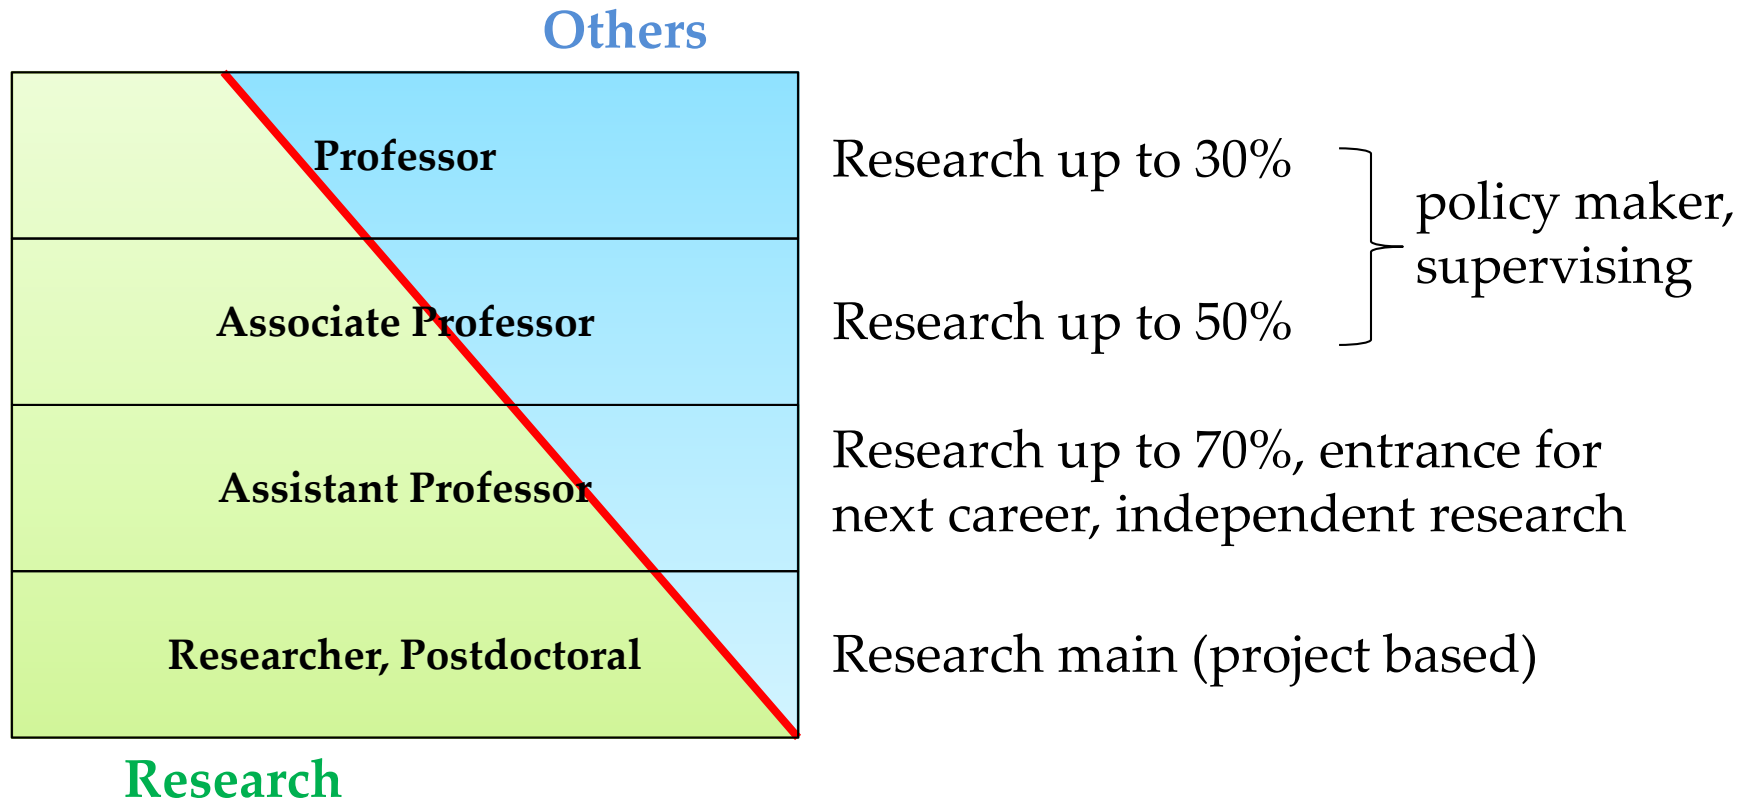 Others
Professor
Research up to 30%
policy maker,
supervising
Associate Professor
Research up to 50%
Assistant Professor
Research up to 70%, entrance for
next career, independent research
Researcher, Postdoctoral
Research main (project based)
Research